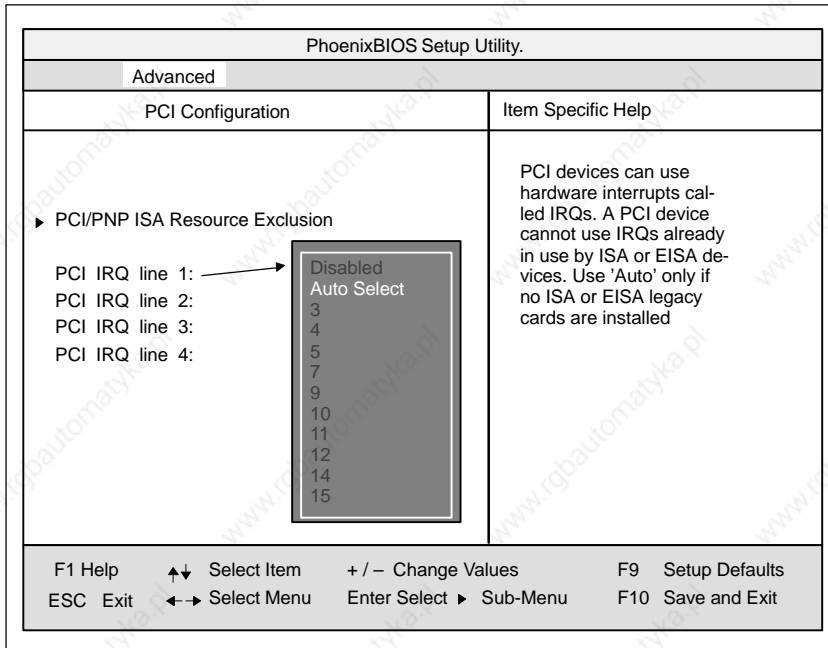 PhoenixBIOS Setup Utility.
Advanced
PCI Configuration
Item Specific Help
PCI/PNP ISA Resource Exclusion
PCI IRQ line 1:
PCI IRQ line 2:
PCI IRQ line 3:
PCI IRQ line 4:
Disabled
Auto Select
3
4
5
7
9
10
11
12
14
15
PCI devices can use
hardware interrupts cal-
led IRQs. A PCI device
cannot use IRQs already
in use by ISA or EISA de-
vices. Use 'Auto' only if
no ISA or EISA legacy
cards are installed
F1 Help Select Item + / – Change Values F9 Setup Defaults
ESC Exit Select Menu Enter Select Sub-Menu F10 Save and Exit
www.rgbautomatyka.pl